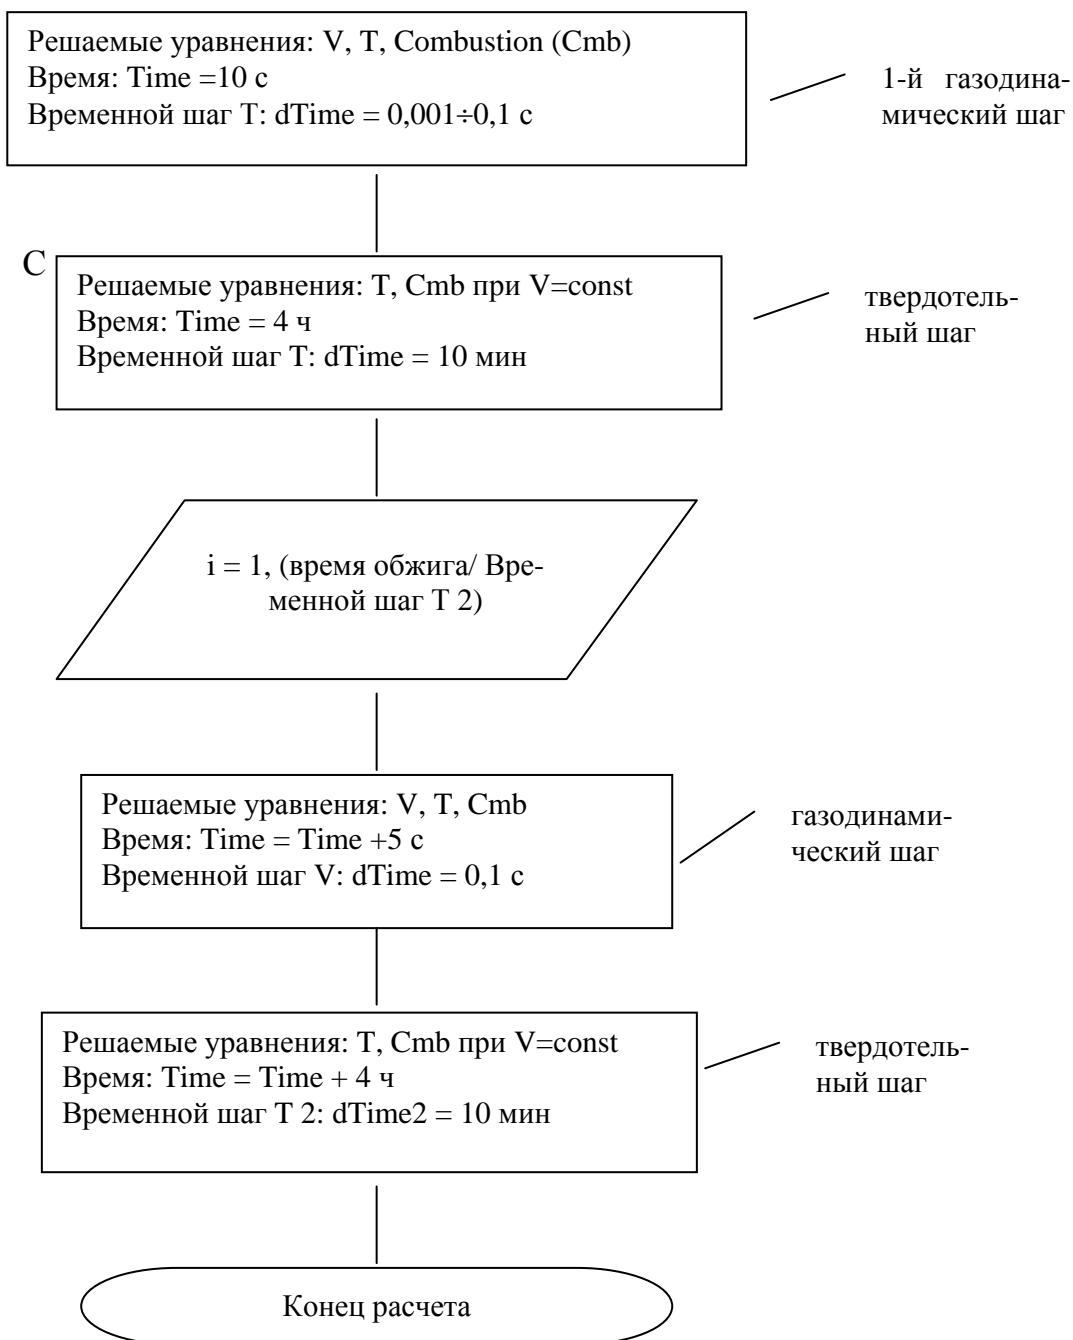 Решаемые уравнения: V, T, Combustion (Cmb)
Время: Time =10 с
Временной шаг T: dTime = 0,001÷0,1 с
1-й газодина-
мический шаг
С
Решаемые уравнения: T, Cmb при V=const
Время: Time = 4 ч
Временной шаг T: dTime = 10 мин
твердотель-
ный шаг
i = 1, (время обжига/ Вре-
менной шаг T 2)
Решаемые уравнения: V, T, Cmb
Время: Time = Time +5 с
Временной шаг V: dTime = 0,1 с
газодинами-
ческий шаг
Решаемые уравнения: T, Cmb при V=const
Время: Time = Time + 4 ч
Временной шаг T 2: dTime2 = 10 мин
твердотель-
ный шаг
Конец расчета